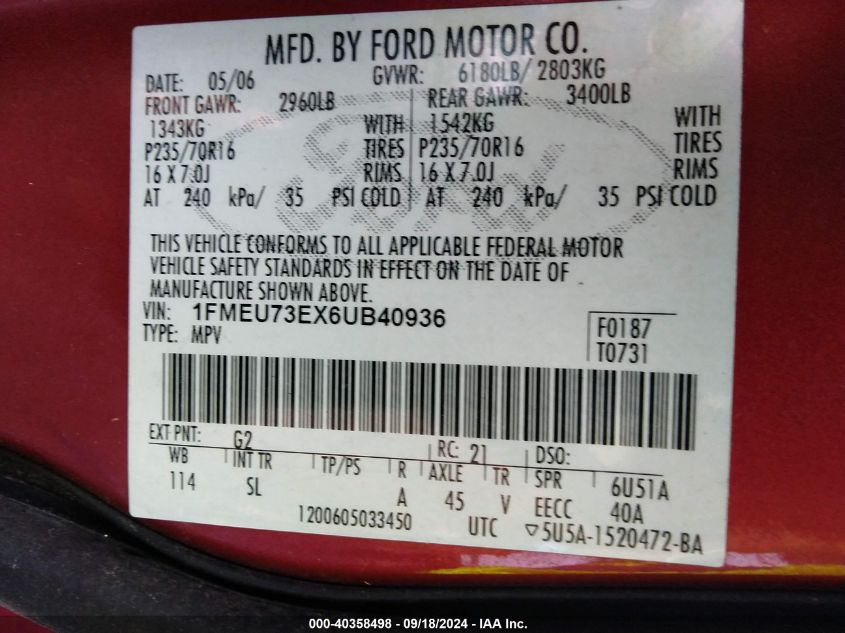 MFD. BY FORD MOTOR CO.
DATE: 05/06 GVWR: 6180LB/ 2803KG
FRONT GAWR: 2960LB REAR GAWR: 3400LB
1343KG WITH 1542KG WITH
P235/70R16 TIRES P235/70R16 TIRES
16 X 7.0J RIMS 16 X 7.0J RIMS
AT 240 kPa/ 35 PSI COLD AT 240 kPa/ 35 PSI COLD
Ford
THIS VEHICLE CONFORMS TO ALL APPLICABLE FEDERAL MOTOR
VEHICLE SAFETY STANDARDS IN EFFECT ON THE DATE OF
MANUFACTURE SHOWN ABOVE.
VIN: 1FMEU73EX6UB40936
TYPE: MPV
F0187
T0731
EXT PNT: G2 RC: 21 DSO:
WB INT TR TP/PS R AXLE TR SPR 6U51A
114 SL A 45 V EECC 40A
1200605033450 UTC ▽5U5A-1520472-BA
000-40358498 - 09/18/2024 - IAA Inc.